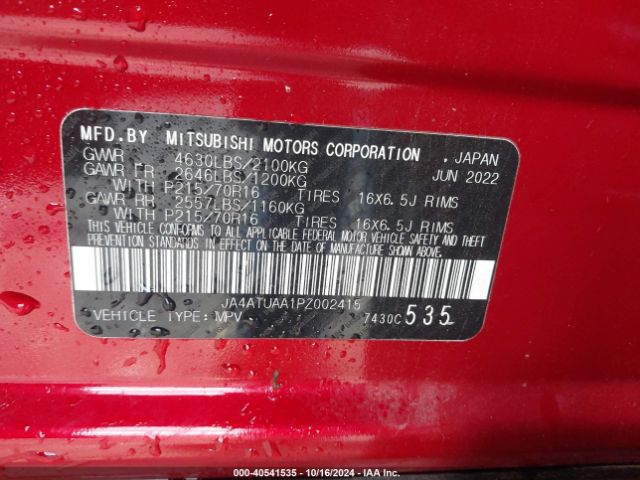 MFD.BY MITSUBISHI MOTORS CORPORATION , JAPAN
GVWR 4630LBS/2100KG JUN 2022
GAWR FR 2646LBS/1200KG
WITH P215/70R16 TIRES 16X6.5J RIMS
GAWR RR 2557LBS/1160KG
WITH P215/70R16 TIRES 16X6.5J RIMS
THIS VEHICLE CONFORMS TO ALL APPLICABLE FEDERAL MOTOR VEHICLE SAFETY AND THEFT
PREVENTION STANDARDS IN EFFECT ON THE DATE OF MANUFACTURE SHOWN ABOVE.
JA4ATUAA1PZ002415
VEHICLE TYPE: MPV 7430C 535
000-40541535 - 10/16/2024 - IAA Inc.